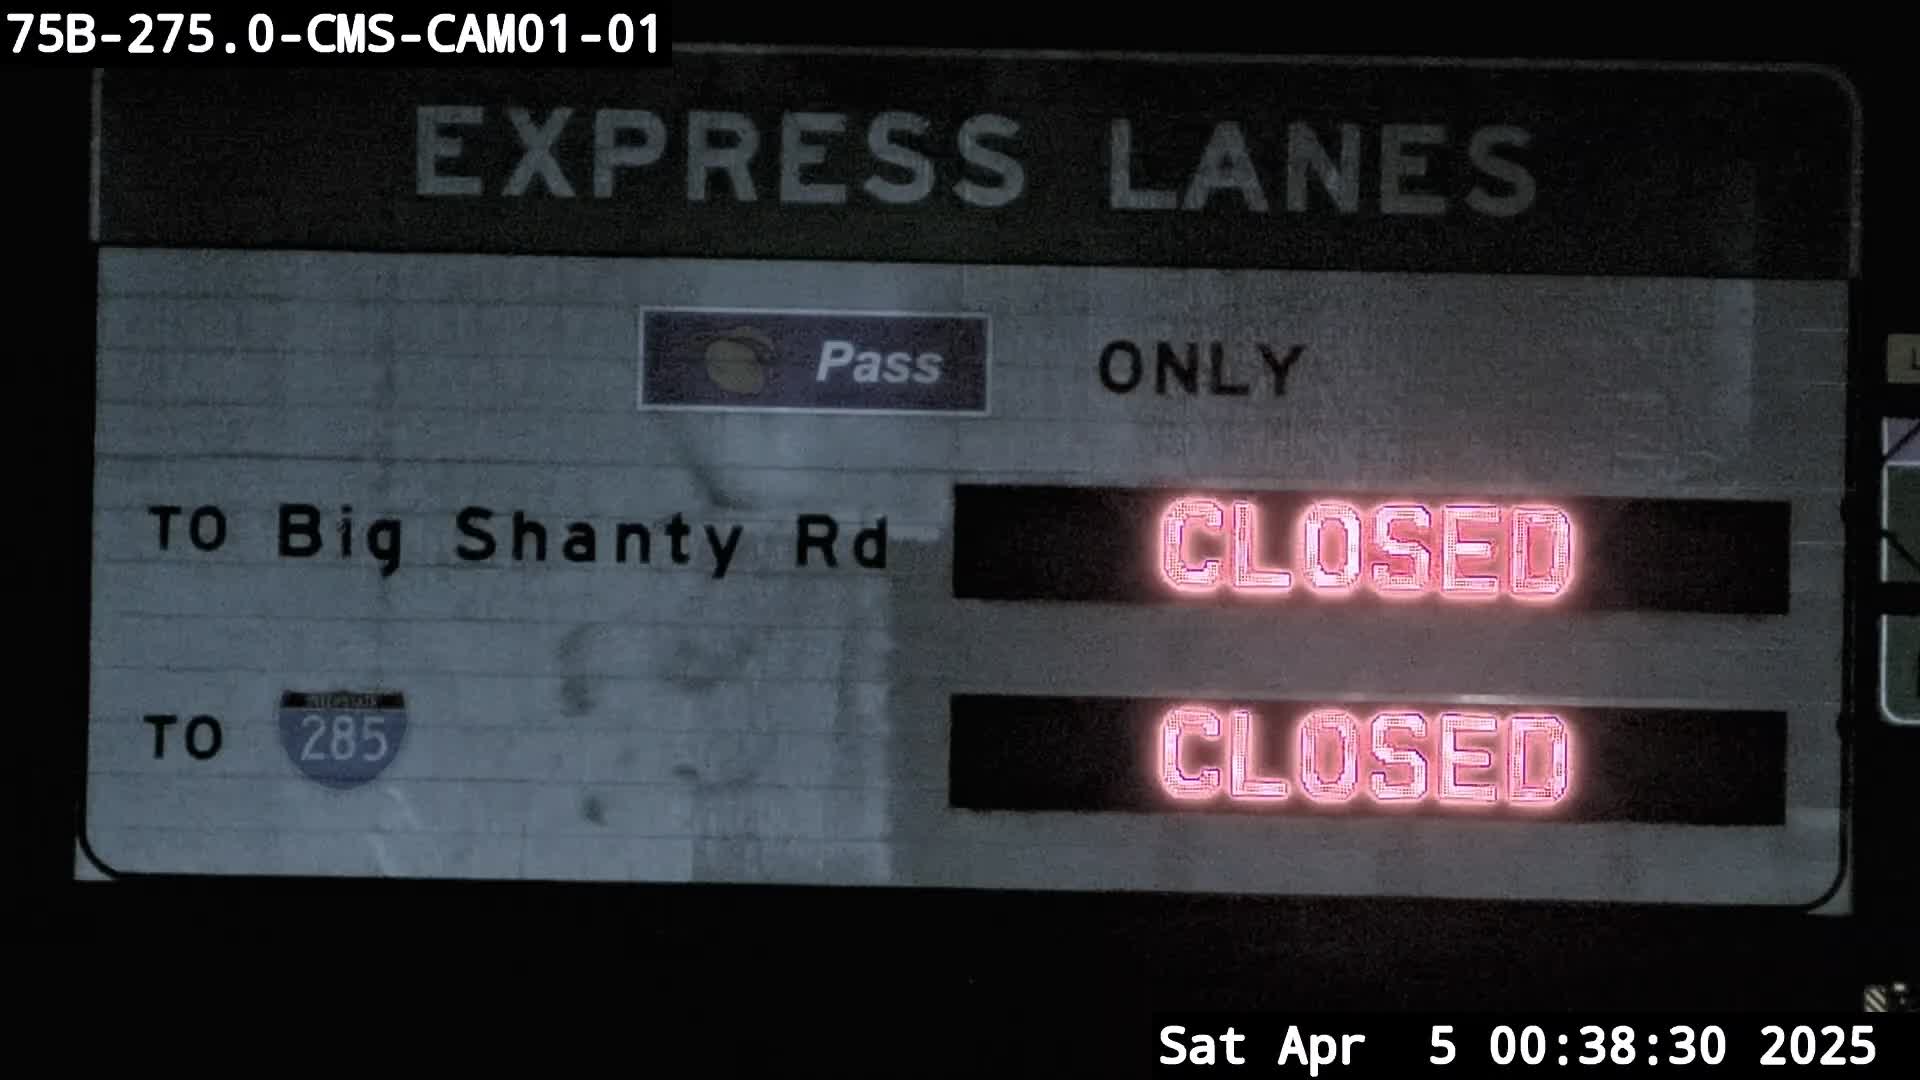 75B-275.0-CMS-CAM01-01
EXPRESS LANES
Pass ONLY
TO Big Shanty Rd CLOSED
TO INTERSTATE 285 CLOSED
Sat Apr 5 00:38:30 2025